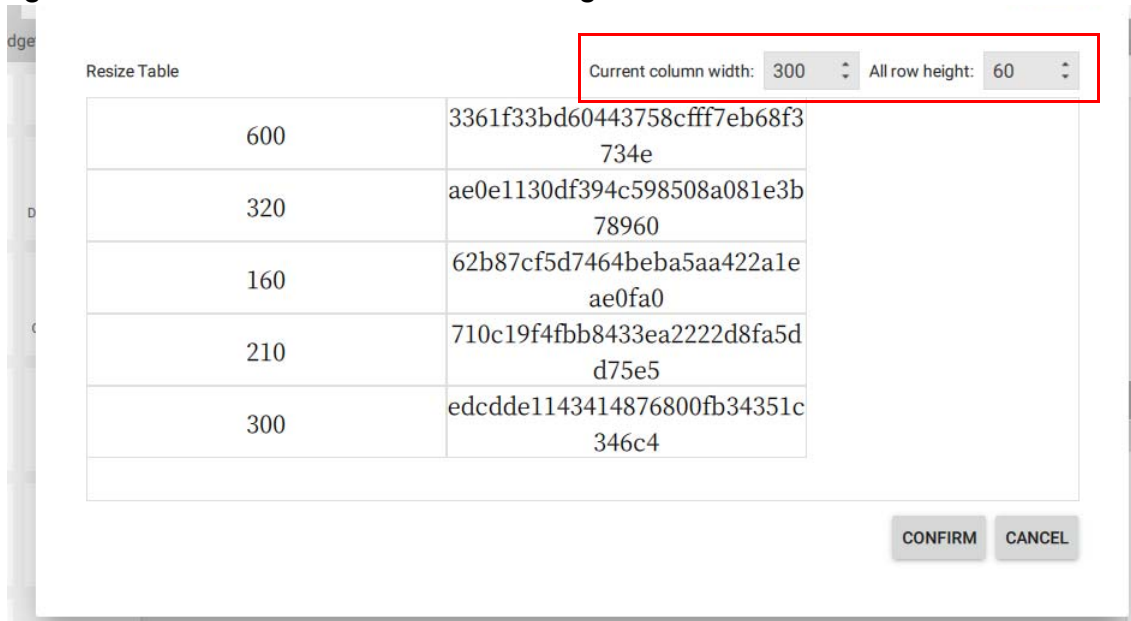 dge
Resize Table
Current column width: 300 All row height: 60
600
3361f33bd60443758cfff7eb68f3
734e
320
ae0e1130df394c598508a081e3b
78960
160
62b87cf5d7464beba5aa422a1e
ae0fa0
210
710c19f4fbb8433ea2222d8fa5d
d75e5
300
edcdde1143414876800fb34351c
346c4
CONFIRM CANCEL